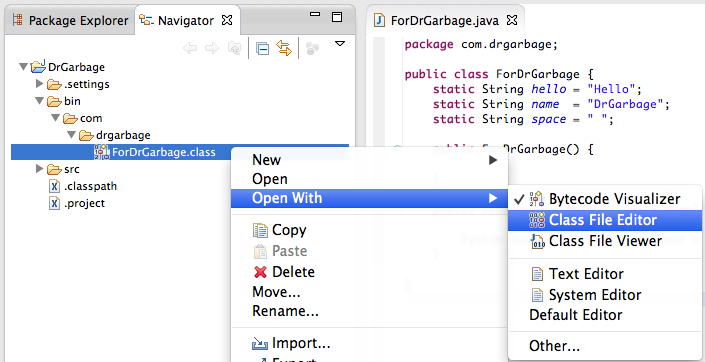 Package Explorer
Navigator
DrGarbage
.settings
bin
com
drgarbage
ForDrGarbage.class
src
.classpath
.project
ForDrGarbage.java
package com.drgarbage;
public class ForDrGarbage {
static String hello = "Hello";
static String name  = "DrGarbage";
static String space = " ";
public ForDrGarbage() {
}
}
New
Open
Open With
Copy
Paste
Delete
Move...
Rename...
Import...
Export
Bytecode Visualizer
Class File Editor
Class File Viewer
Text Editor
System Editor
Default Editor
Other...